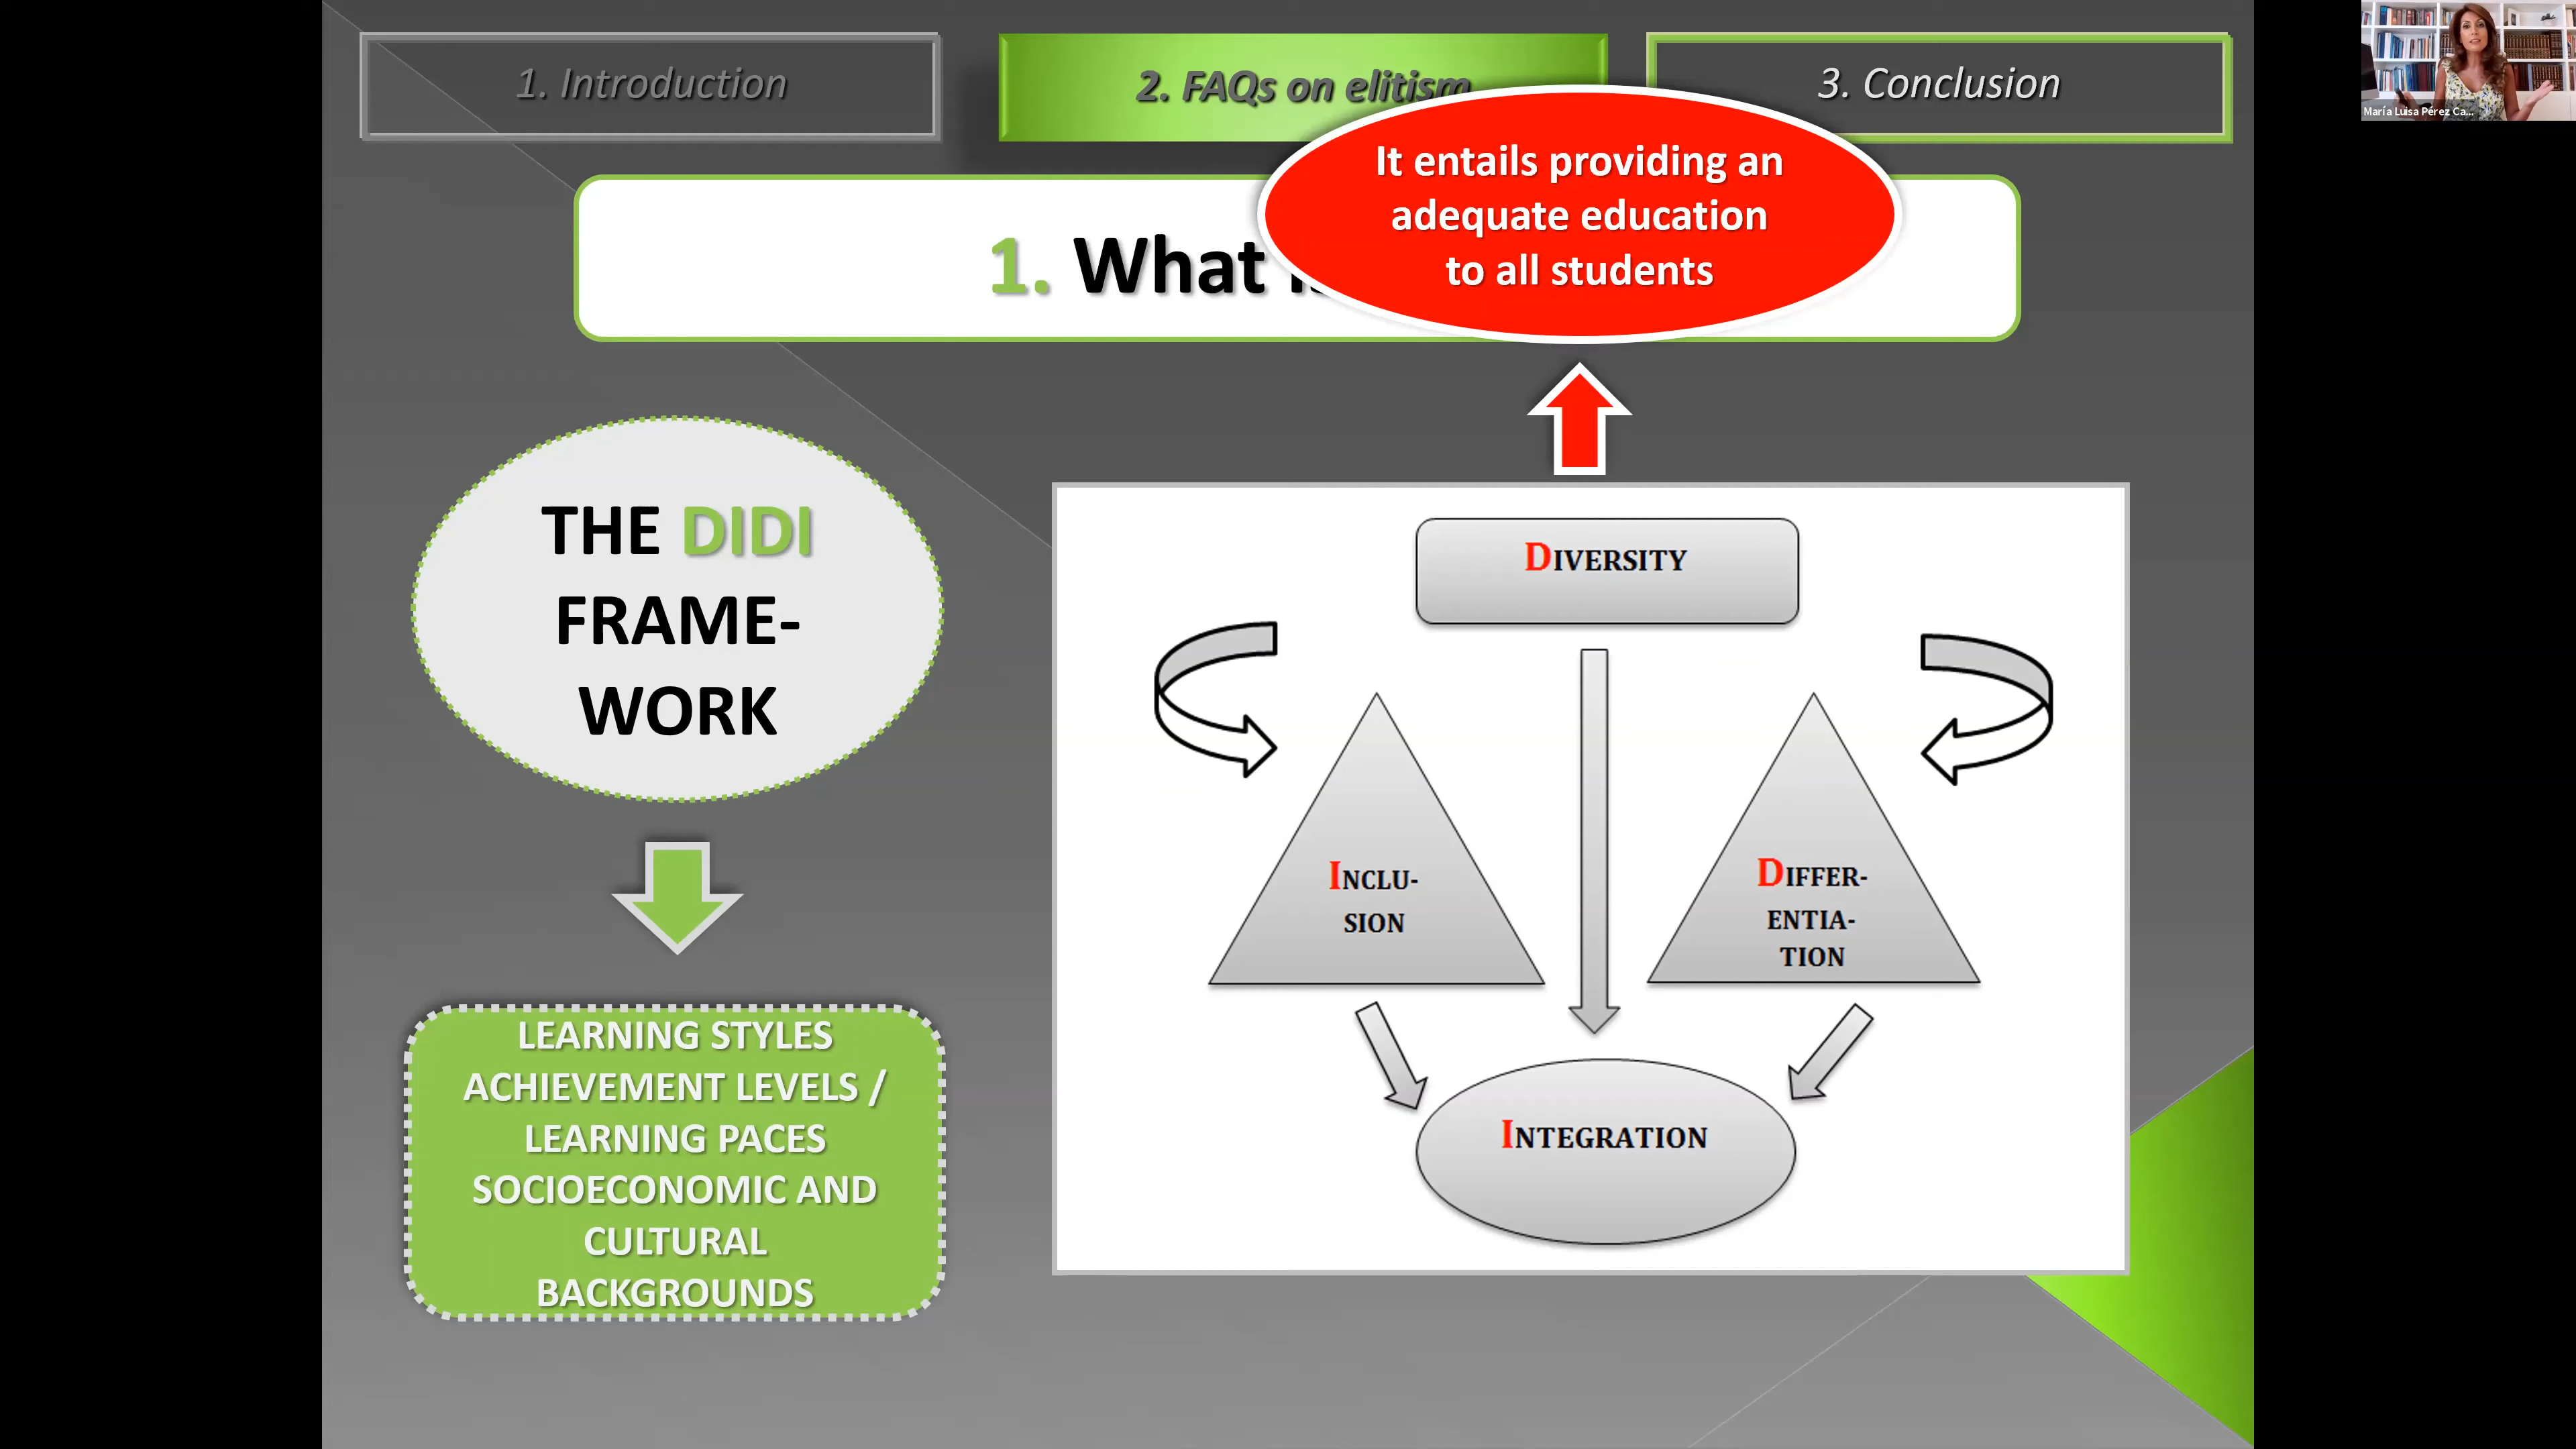 1. Introduction
2. FAQs on elitism
3. Conclusion
María Luisa Pérez Ca...
It entails providing an
adequate education
to all students
1. What
THE DIDI
FRAME-
WORK
LEARNING STYLES
ACHIEVEMENT LEVELS /
LEARNING PACES
SOCIOECONOMIC AND
CULTURAL
BACKGROUNDS
DIVERSITY
INCLU-
SION
DIFFER-
ENTIA-
TION
INTEGRATION